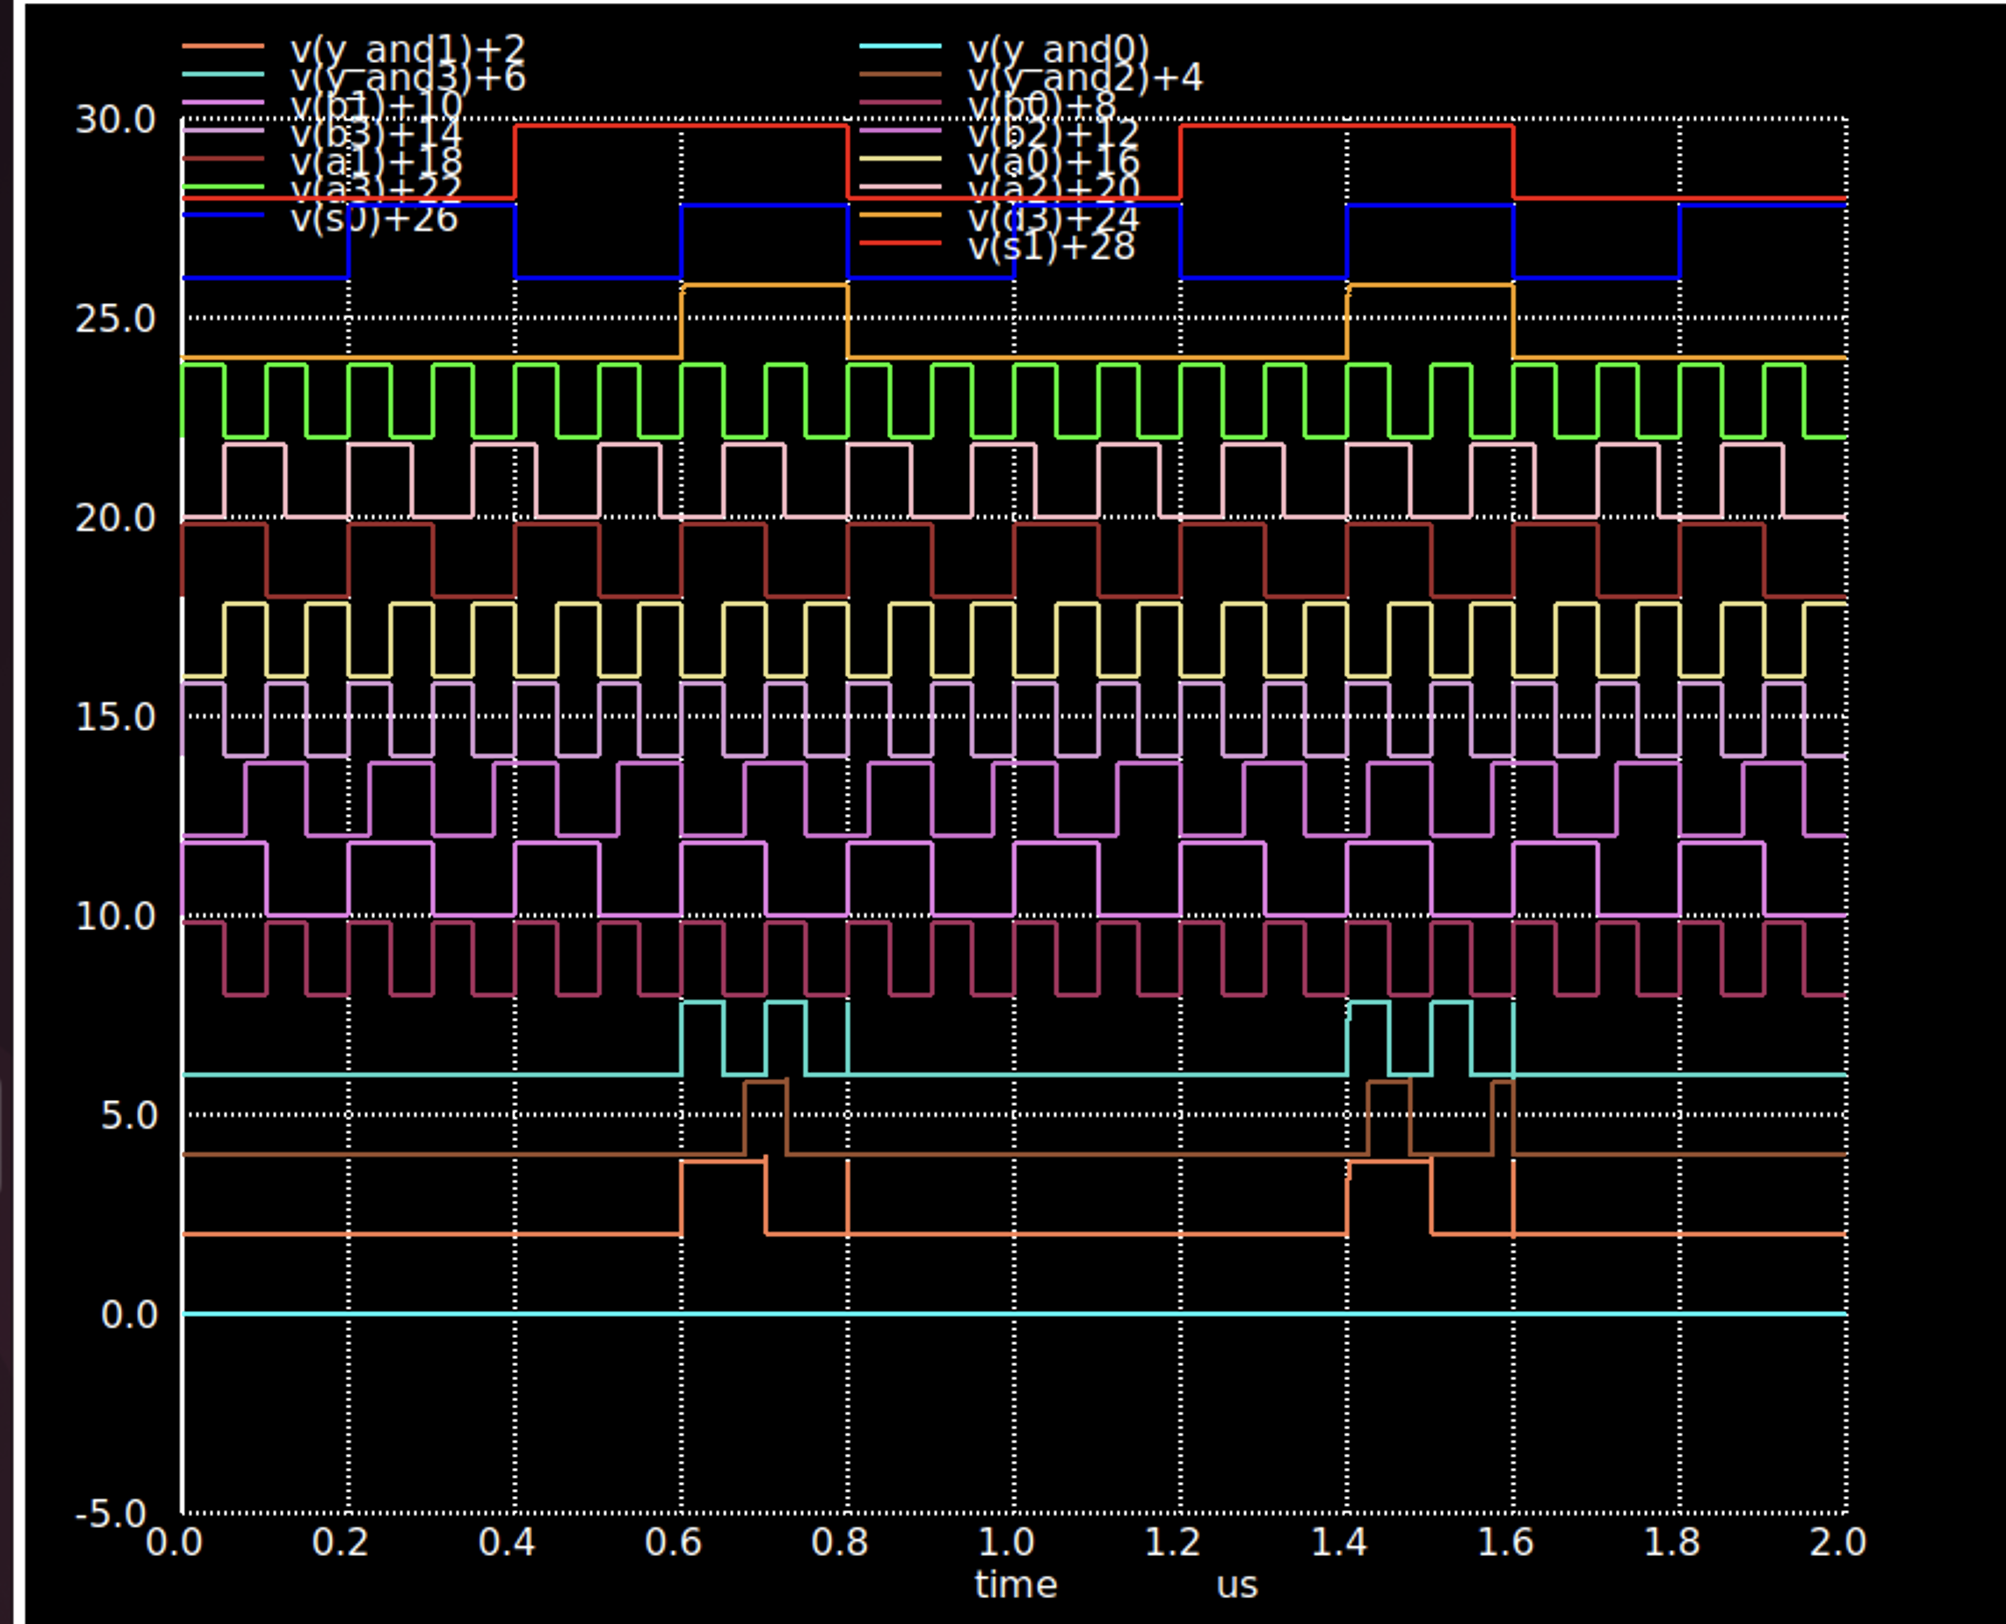 v(y_and1)+2 v(y_and0)
v(y_and3)+6 v(y_and2)+4
v(b1)+10 v(b0)+8
v(b3)+14 v(b2)+12
v(a1)+18 v(a0)+16
v(a3)+22 v(a2)+20
v(s0)+26 v(d3)+24
v(s1)+28
30.0
25.0
20.0
15.0
10.0
5.0
0.0
-5.0
0.0 0.2 0.4 0.6 0.8 1.0 1.2 1.4 1.6 1.8 2.0
time us